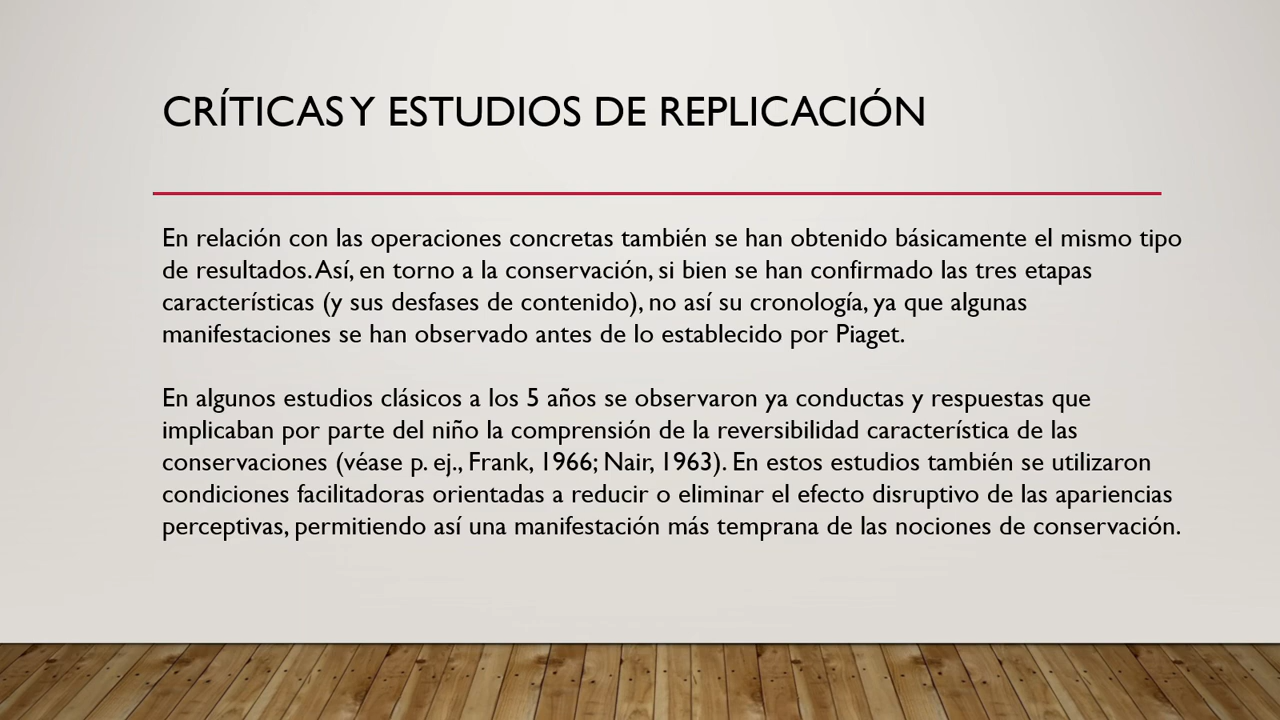 CRÍTICAS Y ESTUDIOS DE REPLICACIÓN
En relación con las operaciones concretas también se han obtenido básicamente el mismo tipo
de resultados. Así, en torno a la conservación, si bien se han confirmado las tres etapas
características (y sus desfases de contenido), no así su cronología, ya que algunas
manifestaciones se han observado antes de lo establecido por Piaget.
En algunos estudios clásicos a los 5 años se observaron ya conductas y respuestas que
implicaban por parte del niño la comprensión de la reversibilidad característica de las
conservaciones (véase p. ej., Frank, 1966; Nair, 1963). En estos estudios también se utilizaron
condiciones facilitadoras orientadas a reducir o eliminar el efecto disruptivo de las apariencias
perceptivas, permitiendo así una manifestación más temprana de las nociones de conservación.